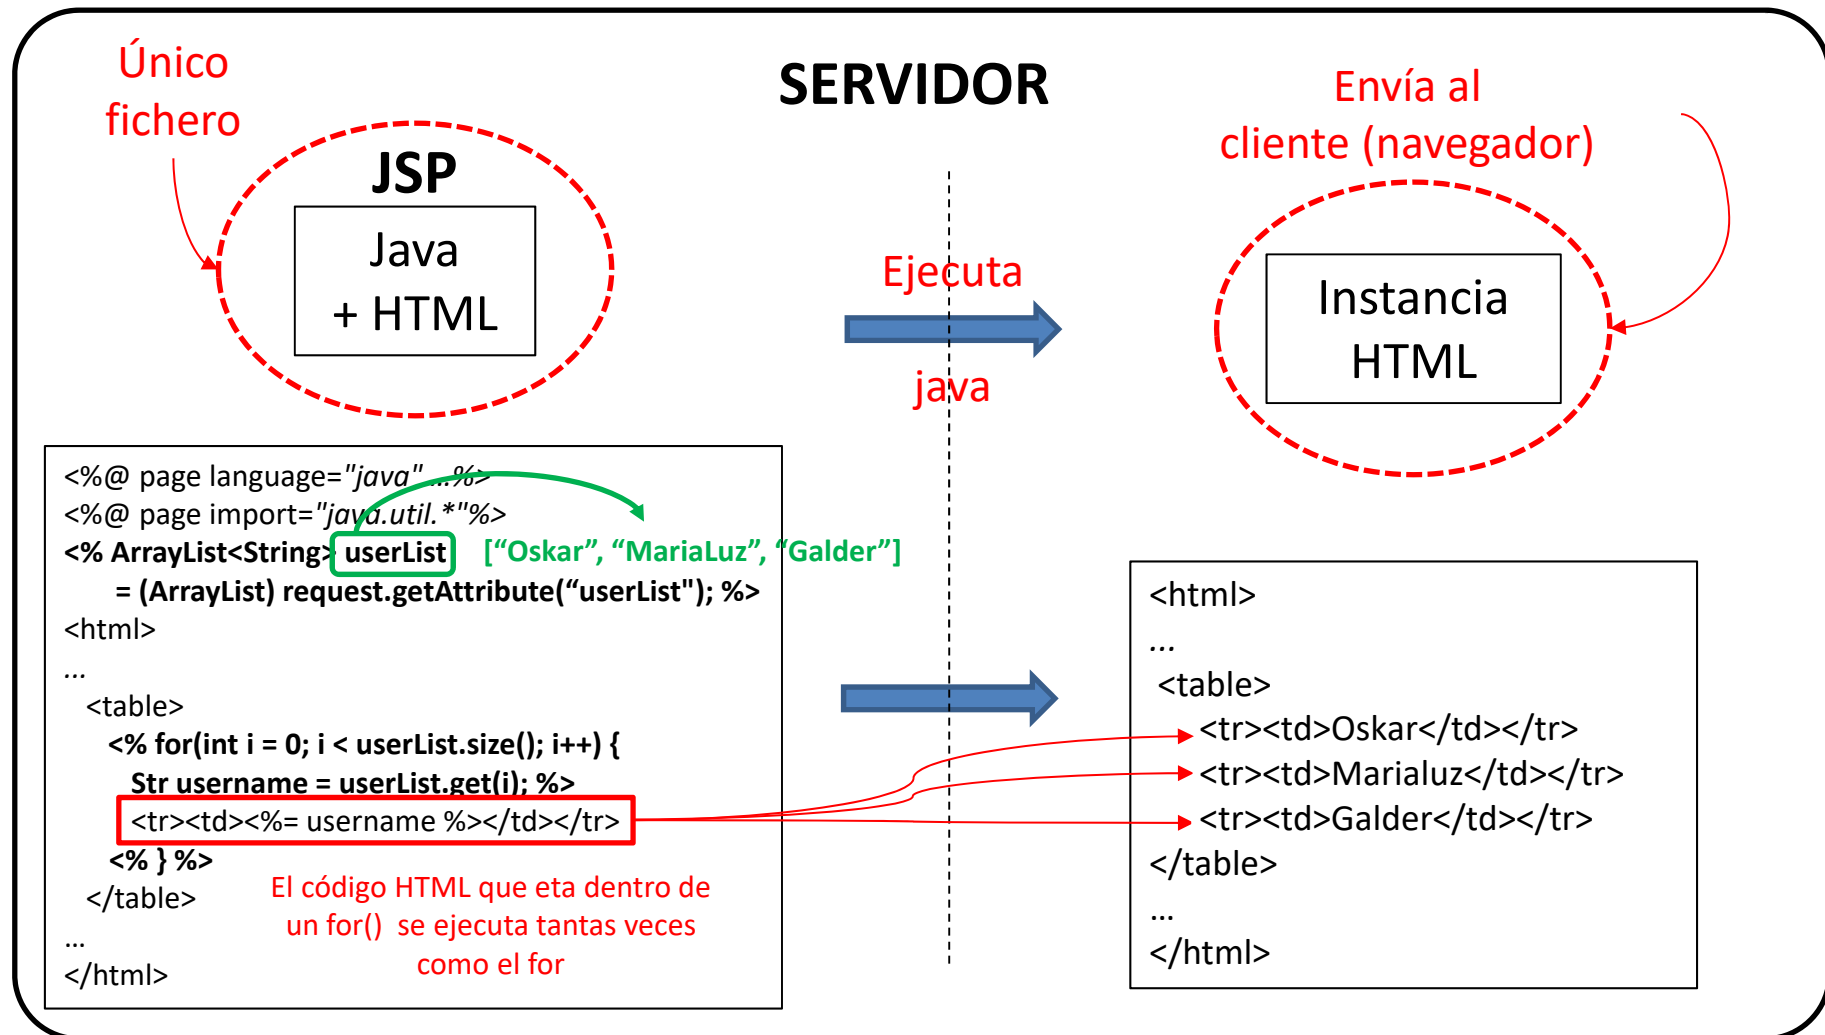 Único
fichero
SERVIDOR
Envía al
cliente (navegador)
JSP
Java
+ HTML
Ejecuta
java
Instancia
HTML
<%@ page language="java" ...%>
<%@ page import="java.util.*"%>
<% ArrayList<String> userList
["Oskar", "MariaLuz", "Galder"]
= (ArrayList) request.getAttribute(“userList"); %>
<html>
...
<table>
<% for(int i = 0; i < userList.size(); i++) {
Str username = userList.get(i); %>
<tr><td><%= username %></td></tr>
<% } %>
</table>
...
</html>
El código HTML que eta dentro de
un for() se ejecuta tantas veces
como el for
<html>
...
<table>
<tr><td>Oskar</td></tr>
<tr><td>Marialuz</td></tr>
<tr><td>Galder</td></tr>
</table>
...
</html>